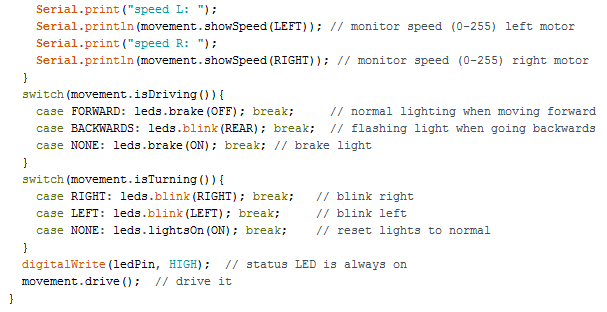 Serial.print("speed L: ");
Serial.println(movement.showSpeed(LEFT)); // monitor speed (0-255) left motor
Serial.print("speed R: ");
Serial.println(movement.showSpeed(RIGHT)); // monitor speed (0-255) right motor
}
switch(movement.isDriving()){
case FORWARD: leds.brake(OFF); break; // normal lighting when moving forward
case BACKWARDS: leds.blink(REAR); break; // flashing light when going backwards
case NONE: leds.brake(ON); break; // brake light
}
switch(movement.isTurning()){
case RIGHT: leds.blink(RIGHT); break; // blink right
case LEFT: leds.blink(LEFT); break; // blink left
case NONE: leds.lightsOn(ON); break; // reset lights to normal
}
digitalWrite(ledPin, HIGH); // status LED is always on
movement.drive(); // drive it
}